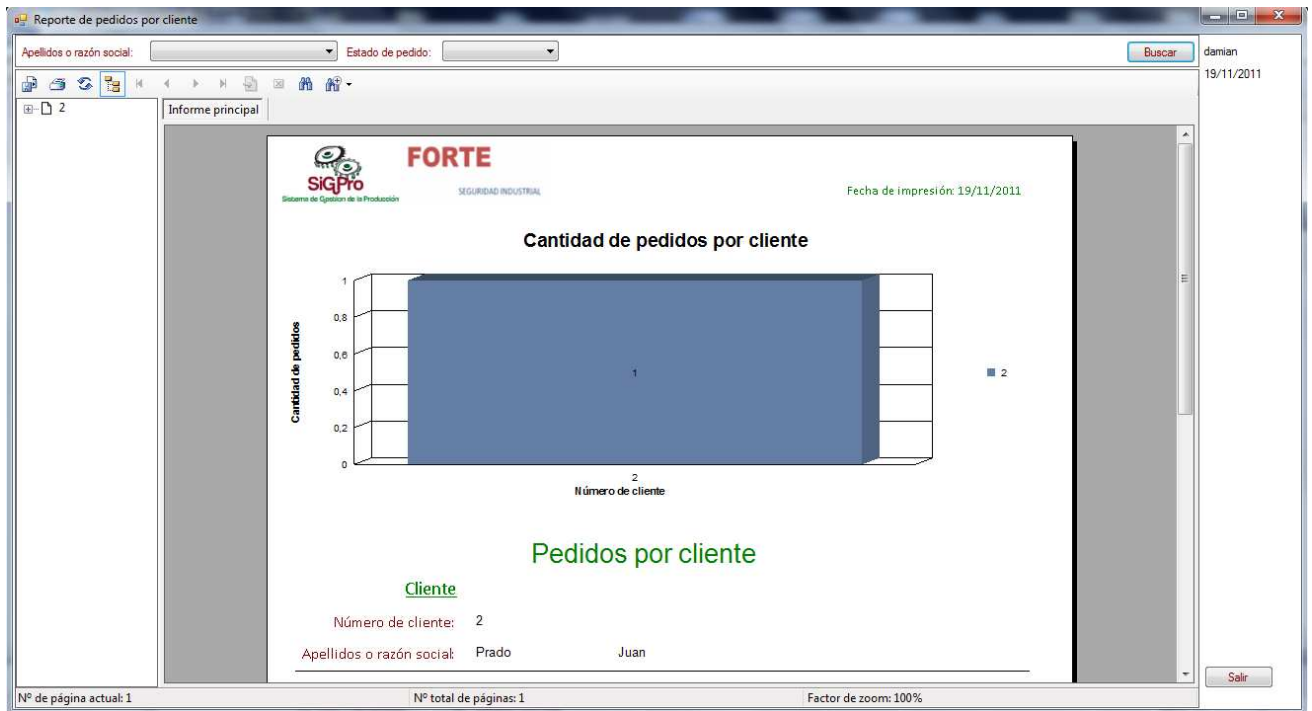 Reporte de pedidos por cliente
Apellidos o razón social: Estado de pedido: Buscar damian
19/11/2011
2 Informe principal
SIGPro
Sistema de Gestion de la Producción
FORTE
SEGURIDAD INDUSTRIAL
Fecha de impresión: 19/11/2011
Cantidad de pedidos por cliente
Cantidad de pedidos
1
0,8
0,6
0,4
0,2
0
1
2
2
Número de cliente
Pedidos por cliente
Cliente
Número de cliente: 2
Apellidos o razón social: Prado Juan
Salir
Nº de página actual: 1 Nº total de páginas: 1 Factor de zoom: 100%